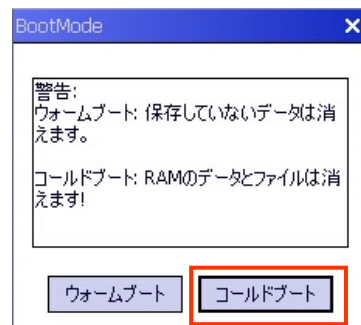 BootMode
警告:
ウォームブート: 保存していないデータは消
えます。
コールドブート: RAMのデータとファイルは消
えます!
ウォームブート コールドブート